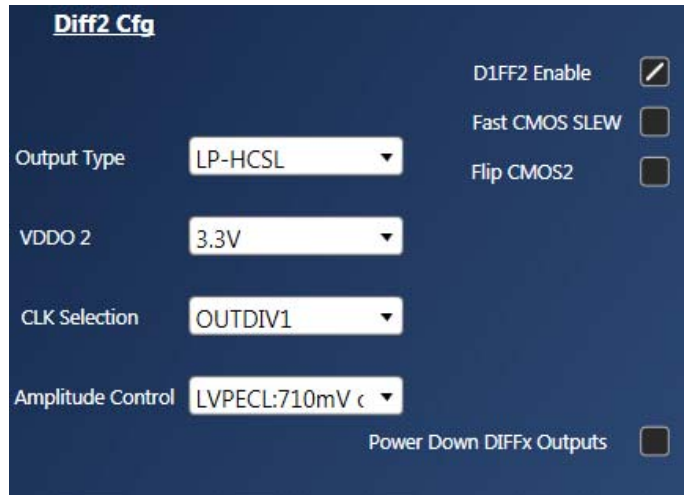 Diff2 Cfg
D1FF2 Enable
Fast CMOS SLEW
Output Type LP-HCSL
Flip CMOS2
VDDO 2 3.3V
CLK Selection OUTDIV1
Amplitude Control LVPECL:710mV c
Power Down DIFFx Outputs